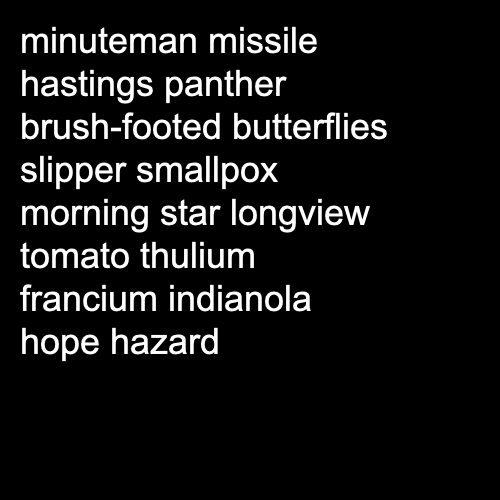 minuteman missile
hastings panther
brush-footed butterflies
slipper smallpox
morning star longview
tomato thulium
francium indianola
hope hazard